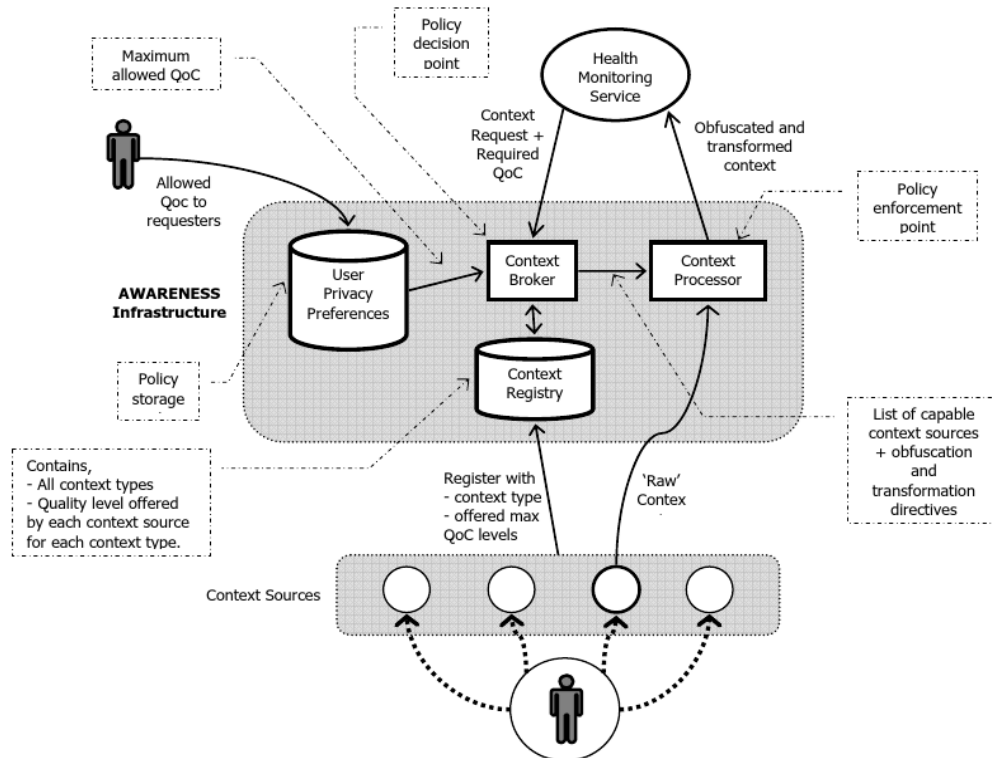 Policy
decision
point
Maximum
allowed QoC
Health
Monitoring
Service
Context
Request +
Required
QoC
Obfuscated and
transformed
context
Allowed
Qoc to
requesters
Policy
enforcement
point
User
Privacy
Preferences
Context
Broker
Context
Processor
AWARENESS
Infrastructure
Context
Registry
Policy
storage
List of capable
context sources
+ obfuscation
and
transformation
directives
Contains,
- All context types
- Quality level offered
by each context source
for each context type.
Register with
- context type
- offered max
QoC levels
‘Raw’
Contex
Context Sources